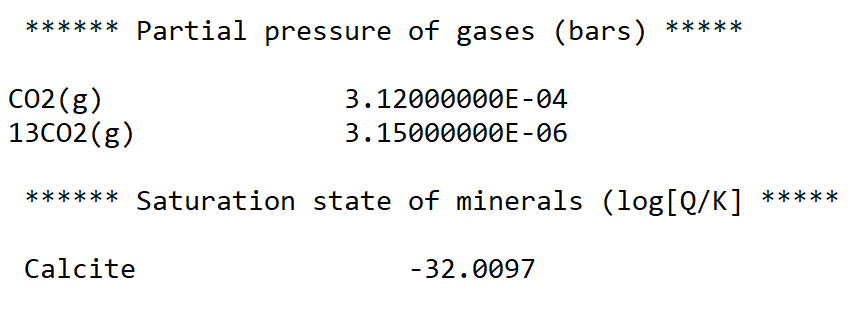 ****** Partial pressure of gases (bars) *****
CO2(g) 3.12000000E-04
13CO2(g) 3.15000000E-06
****** Saturation state of minerals (log[Q/K] *****
Calcite -32.0097